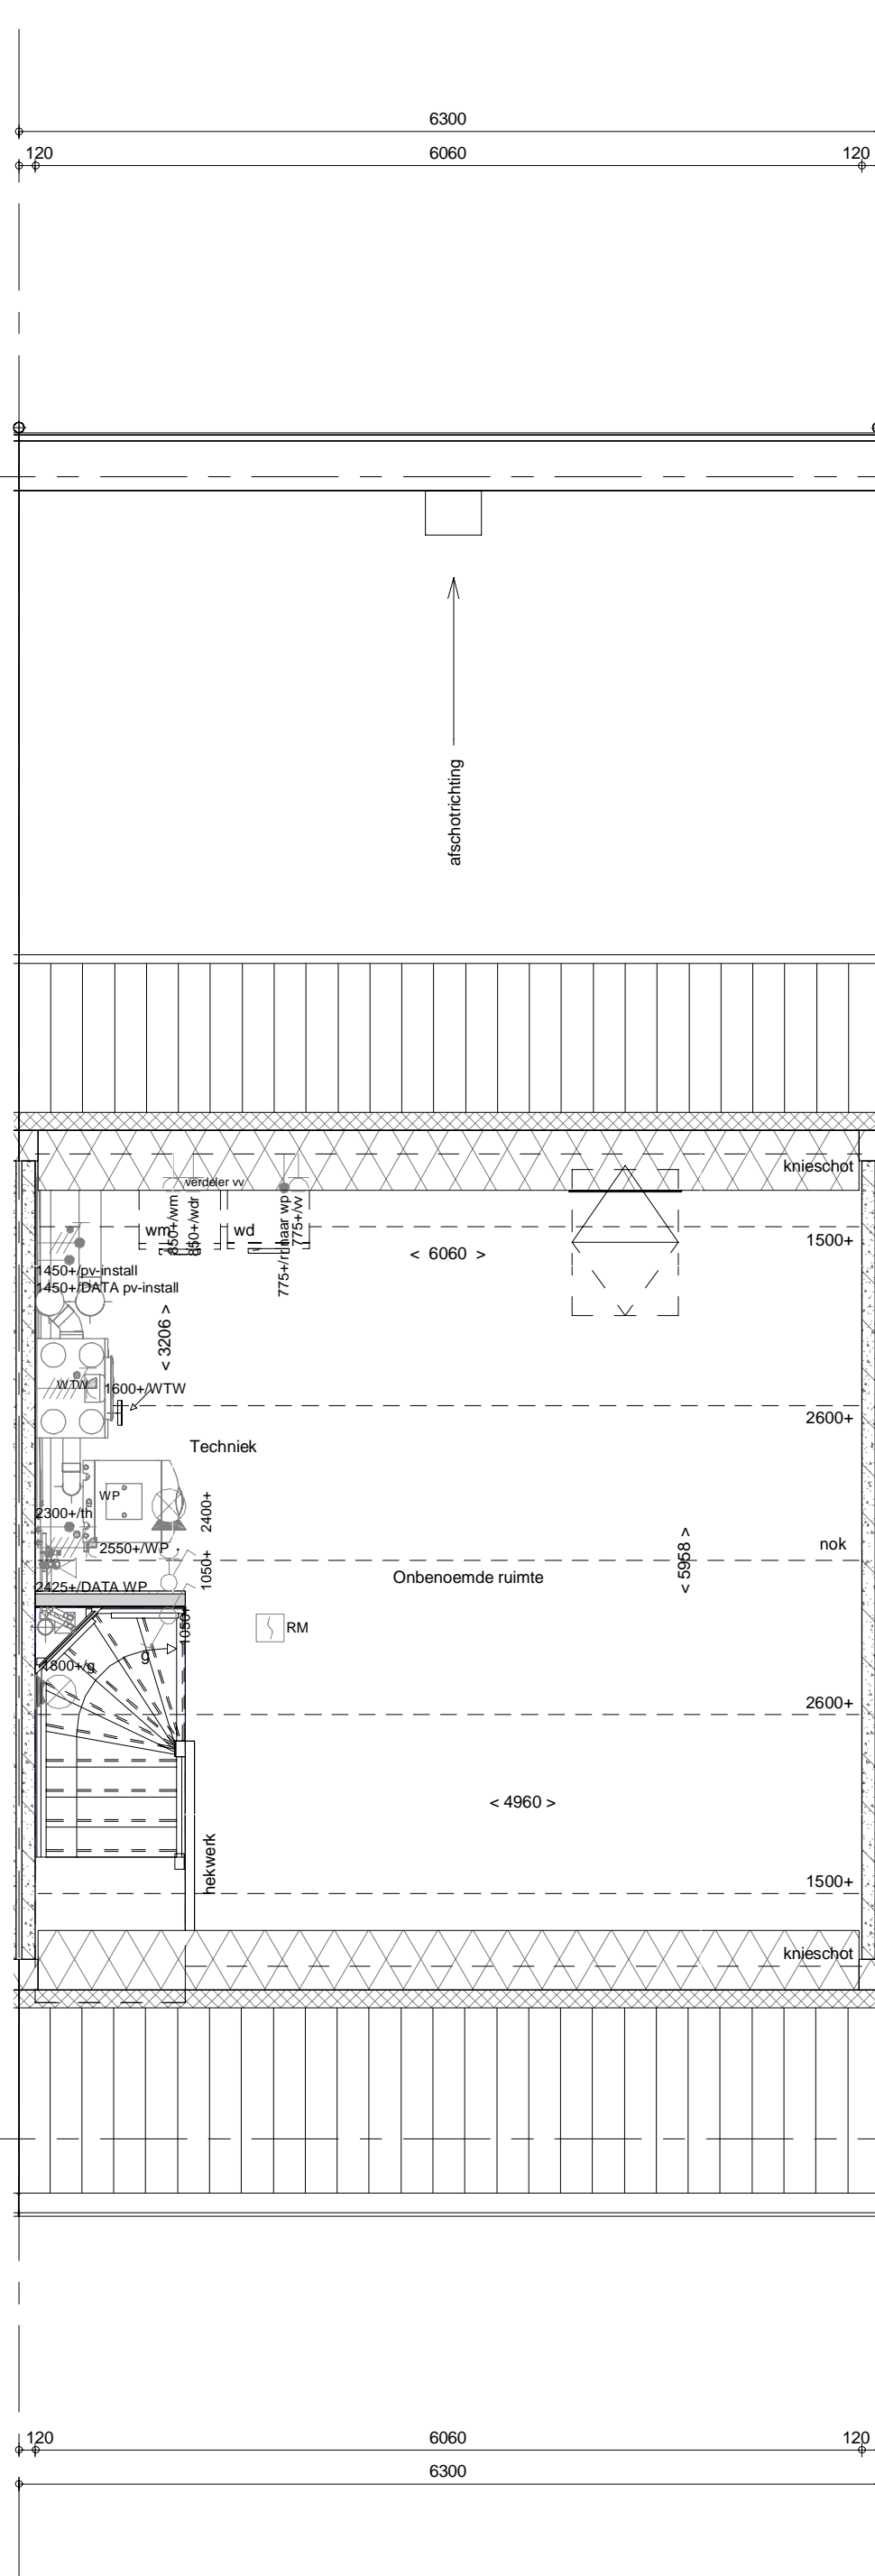 6300
120
6060
120
afschotrichting
knieschot
verdeler vv
wm
850+/wm
850+/wdr
wd
775+/vv
1500+
< 6060 >
1450+/pv-install
1450+/DATA pv-install
< 3206 >
WTW
1600+/WTW
2600+
Techniek
WP
2400+
2300+/th
2550+/WP
nok
1050+
< 5958 >
Onbenoemde ruimte
2425+/DATA WP
1050+
RM
g
1800+/g
2600+
< 4960 >
hekwerk
1500+
knieschot
120
6060
120
6300